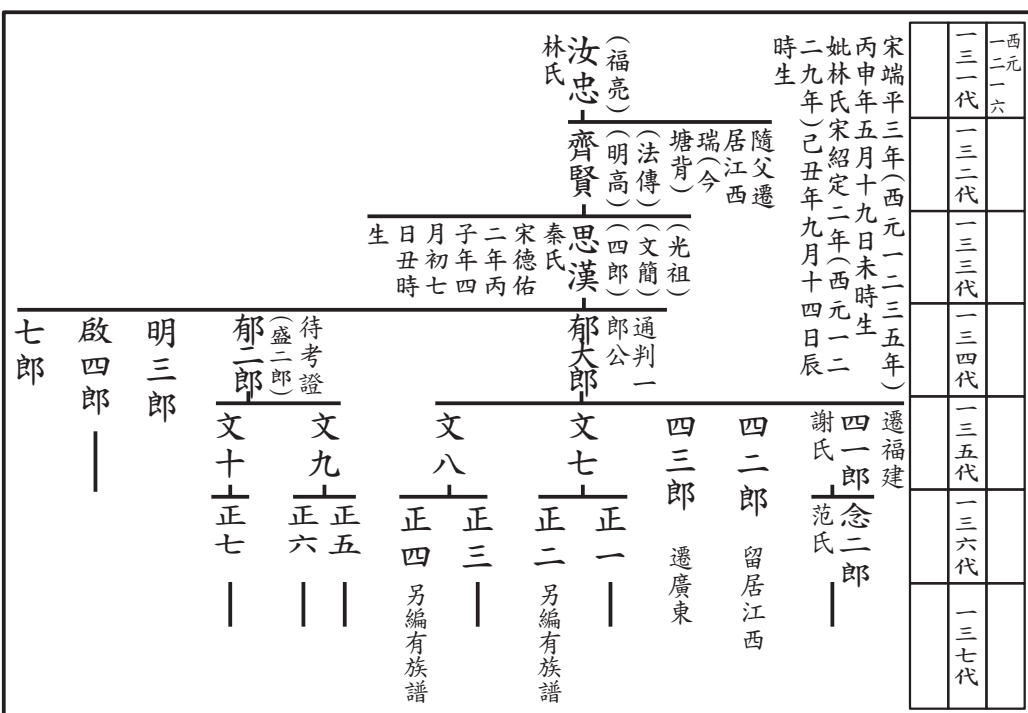 西元
一二一六
一三一代
一三二代
一三三代
一三四代
一三五代
一三六代
一三七代
宋端平三年(西元一二三五年)
丙申年五月十九日未時生
妣林氏宋紹定二年(西元一二
二九年)己丑年九月十四日辰
時生
(福亮)
汝忠
林氏
隨父遷
居江西
瑞(今
塘背)
(法傳)
(明高)
齊賢
(光祖)
(文簡)
(四郎)
思漢
秦氏
宋德佑
二年丙
子年四
月初七
日丑時
生
通判一
郎公
郁大郎
待考證
(盛二郎)
郁二郎
明三郎
啟四郎
七郎
遷福建
四一郎
謝氏
四二郎
留居江西
四三郎
遷廣東
文七
文八
文九
文十
念二郎
范氏
正一
正二
另編有族譜
正三
正四
另編有族譜
正五
正六
正七